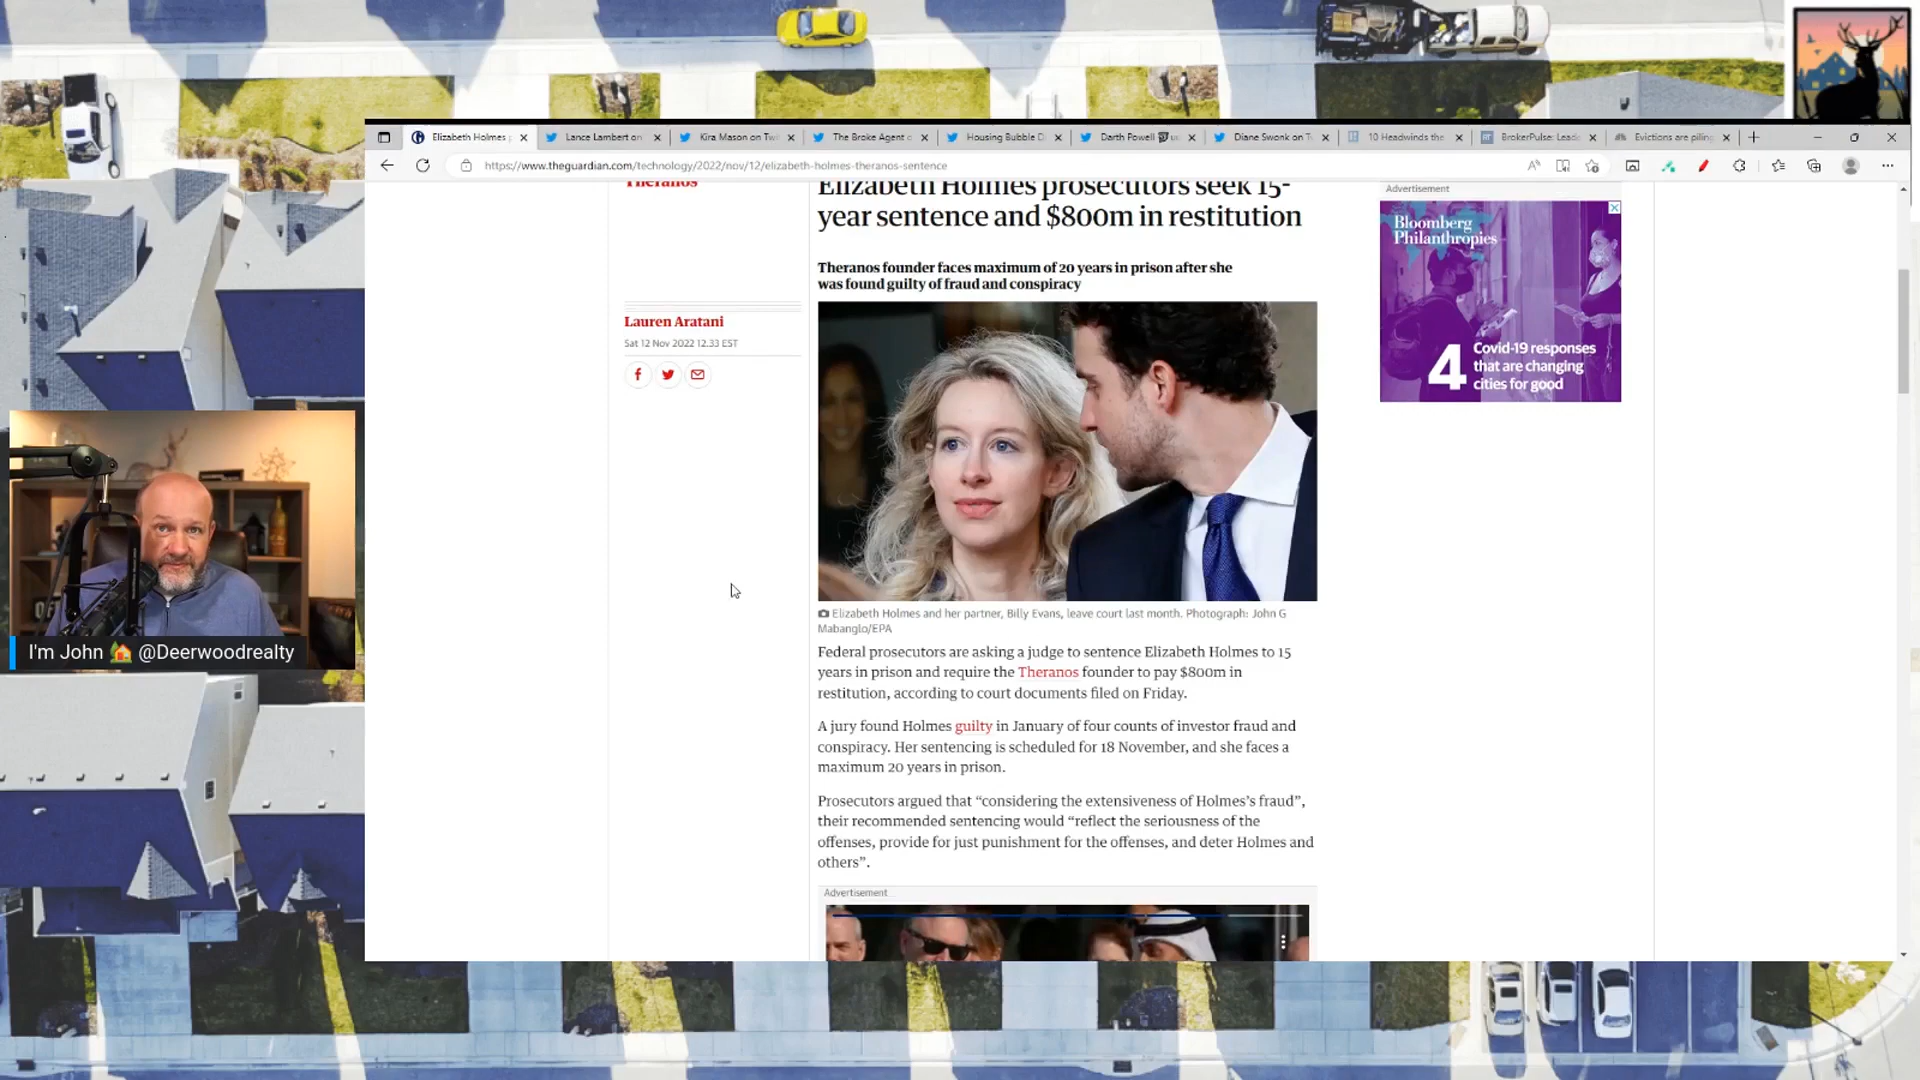 Elizabeth Holmes p
Lance Lambert on
Kira Mason on Tw
The Broke Agent o
Housing Bubble D
Darth Powell
Diane Swonk on T
10 Headwinds the
BrokerPulse: Lead
Evictions are piling
https://www.theguardian.com/technology/2022/nov/12/elizabeth-holmes-theranos-sentence
Theranos
Elizabeth Holmes prosecutors seek 15-
year sentence and $800m in restitution
Theranos founder faces maximum of 20 years in prison after she
was found guilty of fraud and conspiracy
Lauren Aratani
Sat 12 Nov 2022 12.33 EST
Advertisement
Bloomberg
Philanthropies
4 Covid-19 responses
that are changing
cities for good
Elizabeth Holmes and her partner, Billy Evans, leave court last month. Photograph: John G
Mabanglo/EPA
Federal prosecutors are asking a judge to sentence Elizabeth Holmes to 15
years in prison and require the Theranos founder to pay $800m in
restitution, according to court documents filed on Friday.
A jury found Holmes guilty in January of four counts of investor fraud and
conspiracy. Her sentencing is scheduled for 18 November, and she faces a
maximum 20 years in prison.
Prosecutors argued that “considering the extensiveness of Holmes’s fraud”,
their recommended sentencing would “reflect the seriousness of the
offenses, provide for just punishment for the offenses, and deter Holmes and
others”.
Advertisement
I'm John 🏡 @Deerwoodrealty